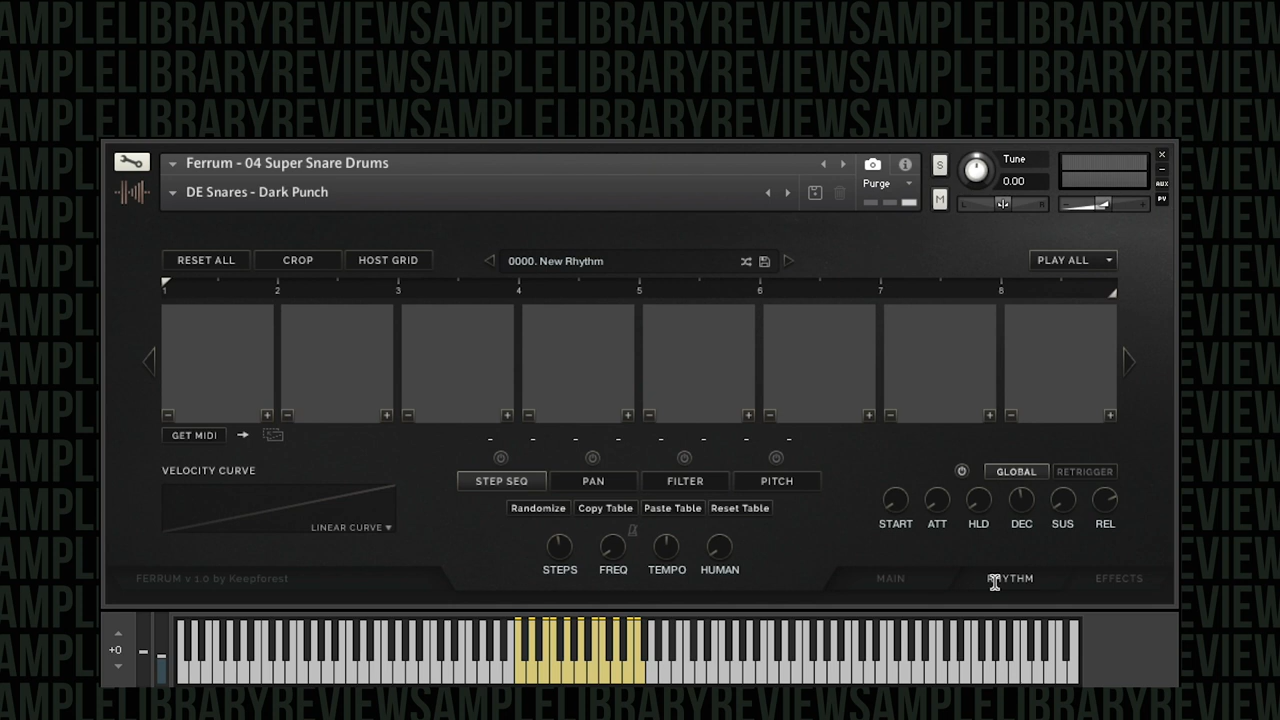 AMPLELIBRARYREVIEWSAMPLELIBRARYREVIEWSAMPLELIBRARYREVIEWS
Ferrum - 04 Super Snare Drums
Purge
S
Tune
0.00
AUX
PV
DE Snares - Dark Punch
M
L R
- +
RESET ALL CROP HOST GRID 0000. New Rhythm PLAY ALL
1 2 3 4 5 6 7 8
GET MIDI
VELOCITY CURVE
LINEAR CURVE
STEP SEQ PAN FILTER PITCH
Randomize Copy Table Paste Table Reset Table
STEPS FREQ TEMPO HUMAN
GLOBAL RETRIGGER
START ATT HLD DEC SUS REL
FERRUM v 1.0 by Keepforest
MAIN RHYTHM EFFECTS
+0